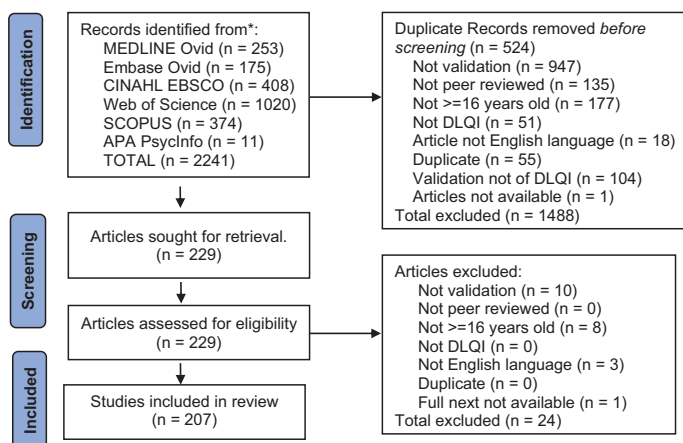 Identification
Records identified from*:
MEDLINE Ovid (n = 253)
Embase Ovid (n = 175)
CINAHL EBSCO (n = 408)
Web of Science (n = 1020)
SCOPUS (n = 374)
APA PsycInfo (n = 11)
TOTAL (n = 2241)
Duplicate Records removed before
screening (n = 524)
Not validation (n = 947)
Not peer reviewed (n = 135)
Not >=16 years old (n = 177)
Not DLQI (n = 51)
Article not English language (n = 18)
Duplicate (n = 55)
Validation not of DLQI (n = 104)
Articles not available (n = 1)
Total excluded (n = 1488)
Screening
Articles sought for retrieval.
(n = 229)
Articles assessed for eligibility
(n = 229)
Articles excluded:
Not validation (n = 10)
Not peer reviewed (n = 0)
Not >=16 years old (n = 8)
Not DLQI (n = 0)
Not English language (n = 3)
Duplicate (n = 0)
Full next not available (n = 1)
Total excluded (n = 24)
Included
Studies included in review
(n = 207)